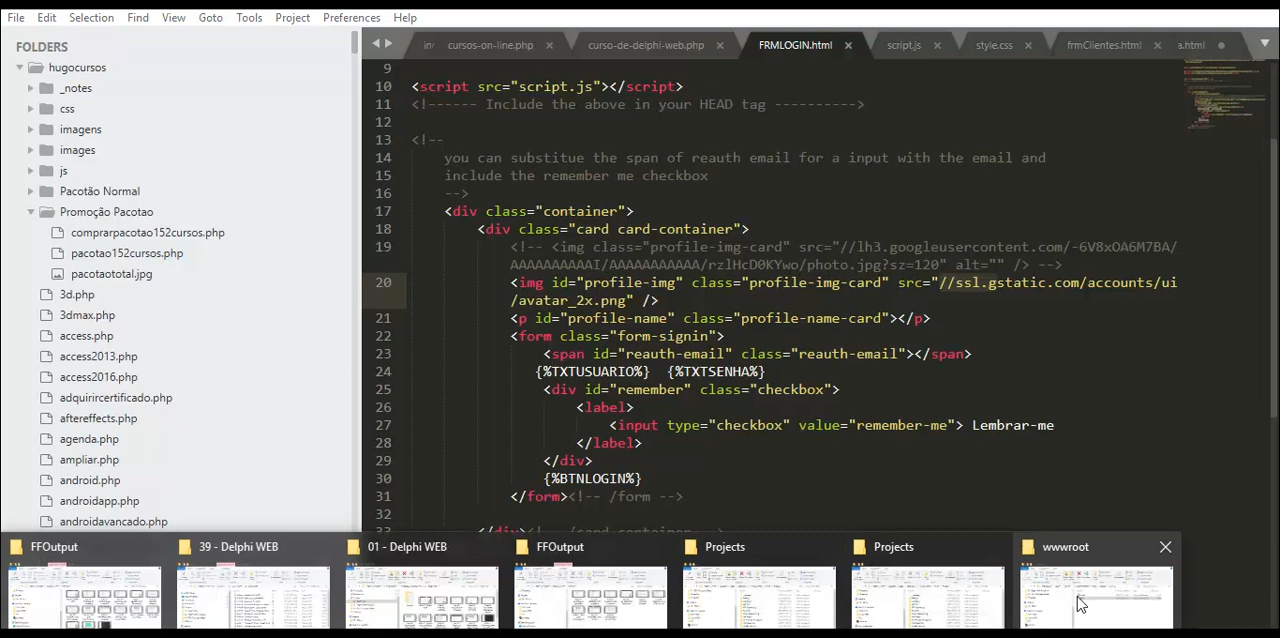 File Edit Selection Find View Goto Tools Project Preferences Help
FOLDERS
hugocursos
_notes
css
imagens
images
js
Pacotão Normal
Promoção Pacotao
comprarpacotao152cursos.php
pacotao152cursos.php
pacotaototal.jpg
3d.php
3dmax.php
access.php
access2013.php
access2016.php
adquirircertificado.php
aftereffects.php
agenda.php
ampliar.php
android.php
androidapp.php
androidavancado.php
cursos-on-line.php curso-de-delphi-web.php FRMLOGIN.html script.js style.css frmClientes.html a.html
9
10 <script src="script.js"></script>
11 <!------ Include the above in your HEAD tag ---------->
12
13 <!--
14 you can substitue the span of reauth email for a input with the email and
15 include the remember me checkbox
16 -->
17 <div class="container">
18 <div class="card card-container">
19 <!-- <img class="profile-img-card" src="//lh3.googleusercontent.com/-6V8xOA6M7BA/
AAAAAAAAAAI/AAAAAAAAAAA/rzlHcD0KYwo/photo.jpg?sz=120" alt="" /> -->
20 <img id="profile-img" class="profile-img-card" src="//ssl.gstatic.com/accounts/ui
/avatar_2x.png" />
21 <p id="profile-name" class="profile-name-card"></p>
22 <form class="form-signin">
23 <span id="reauth-email" class="reauth-email"></span>
24 {%TXTUSUARIO%} {%TXTSENHA%}
25 <div id="remember" class="checkbox">
26 <label>
27 <input type="checkbox" value="remember-me"> Lembrar-me
28 </label>
29 </div>
30 {%BTNLOGIN%}
31 </form><!-- /form -->
32
FFOutput 39 - Delphi WEB 01 - Delphi WEB FFOutput Projects Projects wwwroot